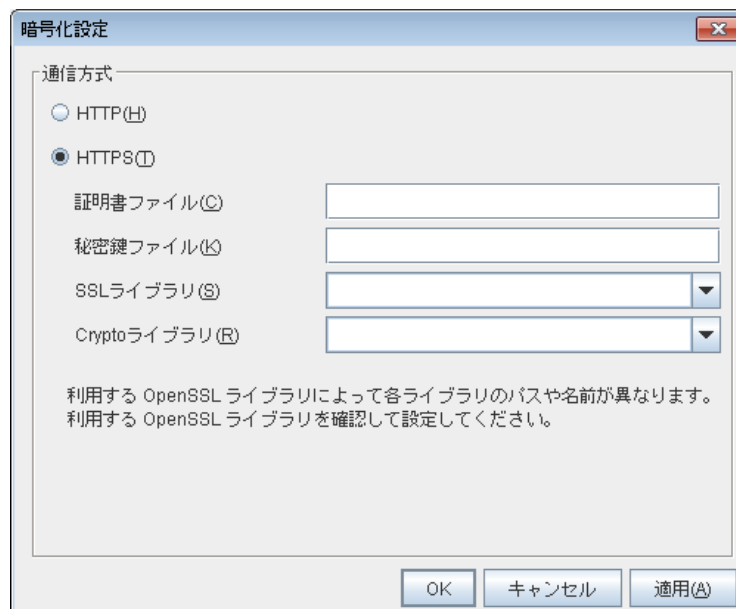 暗号化設定
通信方式
HTTP(H)
HTTPS(T)
証明書ファイル(C)
秘密鍵ファイル(K)
SSLライブラリ(S)
Cryptoライブラリ(R)
利用する OpenSSL ライブラリによって各ライブラリのパスや名前が異なります。
利用する OpenSSL ライブラリを確認して設定してください。
OK キャンセル 適用(A)